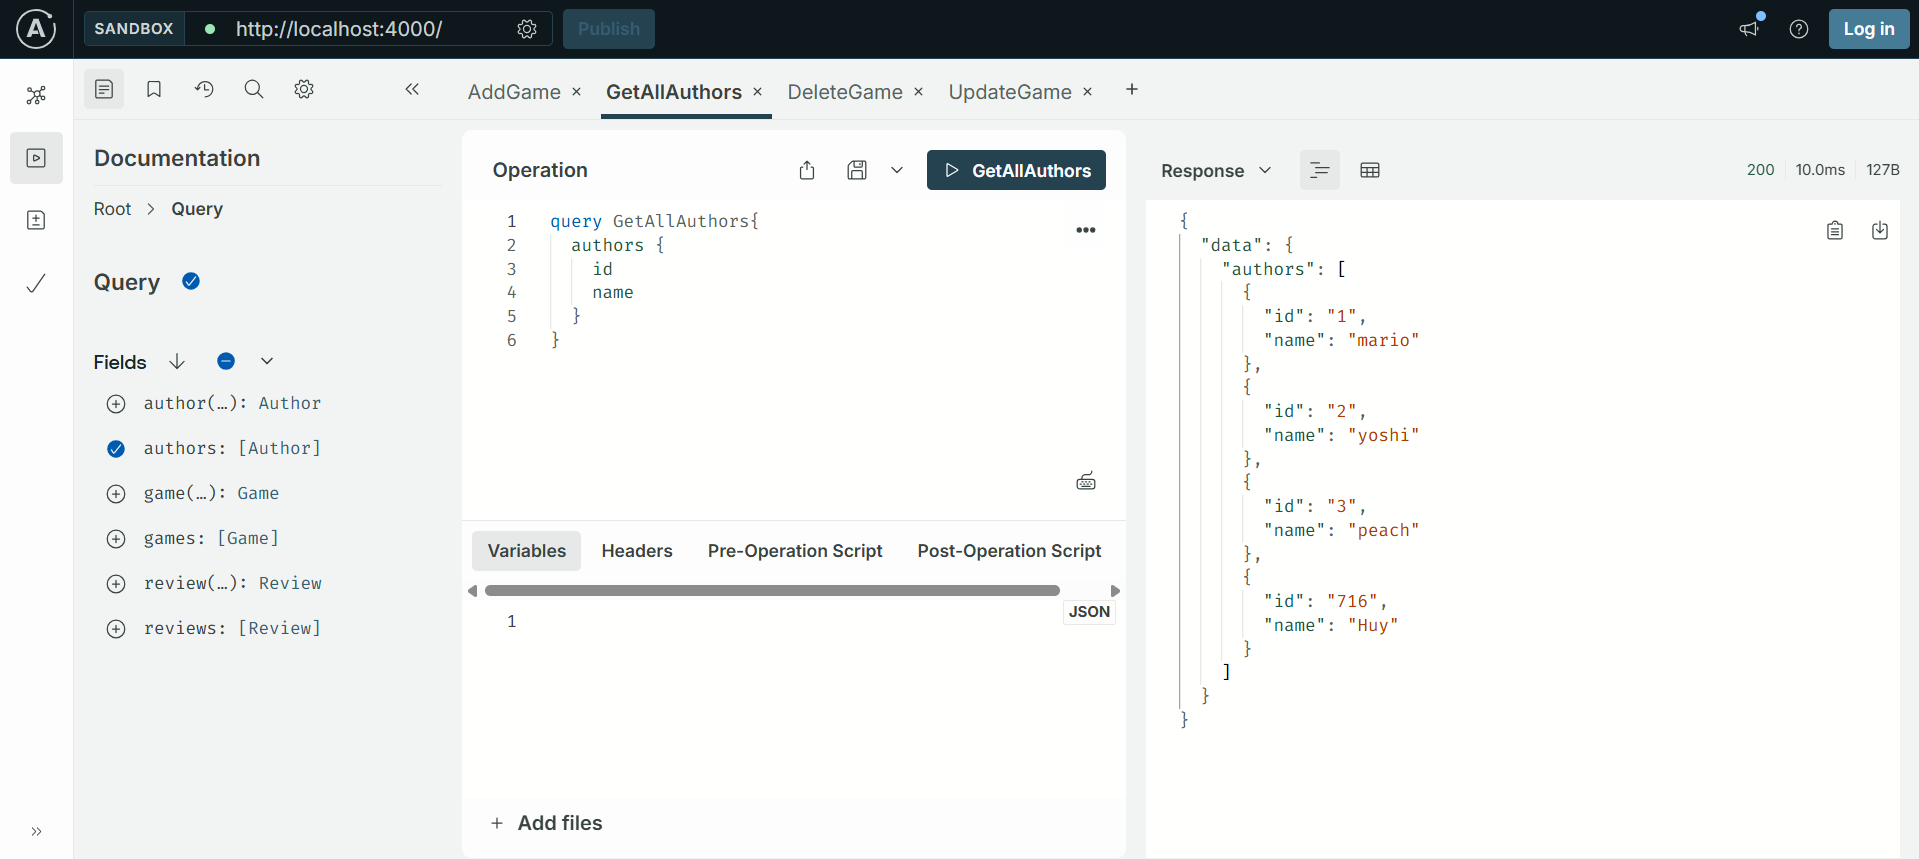 SANDBOX http://localhost:4000/ Publish Log in
AddGame × GetAllAuthors × DeleteGame × UpdateGame × +
Documentation
Root > Query
Query
Fields
author(…): Author
authors: [Author]
game(…): Game
games: [Game]
review(…): Review
reviews: [Review]
Operation
GetAllAuthors
1 query GetAllAuthors{
2 authors {
3 id
4 name
5 }
6 }
Variables Headers Pre-Operation Script Post-Operation Script
JSON
1
+ Add files
Response 200 10.0ms 127B
{
"data": {
"authors": [
{
"id": "1",
"name": "mario"
},
{
"id": "2",
"name": "yoshi"
},
{
"id": "3",
"name": "peach"
},
{
"id": "716",
"name": "Huy"
}
]
}
}